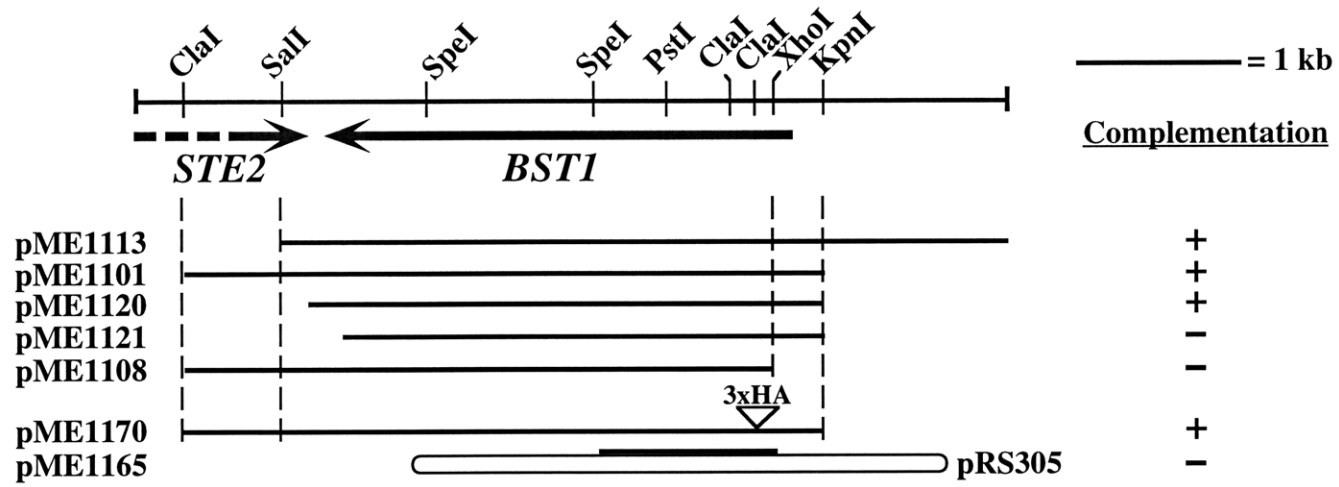 ClaI SalI SpeI SpeI PstI ClaI ClaI XhoI KpnI
= 1 kb
Complementation
STE2 BST1
pME1113 +
pME1101 +
pME1120 +
pME1121 −
pME1108 −
3xHA
pME1170 +
pME1165 pRS305 −